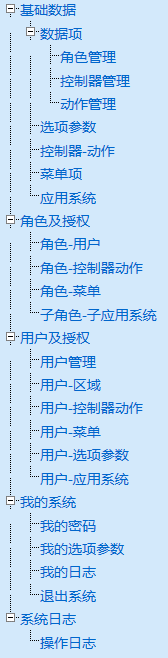 基础数据
数据项
角色管理
控制器管理
动作管理
选项参数
控制器-动作
菜单项
应用系统
角色及授权
角色-用户
角色-控制器动作
角色-菜单
子角色-子应用系统
用户及授权
用户管理
用户-区域
用户-控制器动作
用户-菜单
用户-选项参数
用户-应用系统
我的系统
我的密码
我的选项参数
我的日志
退出系统
系统日志
操作日志